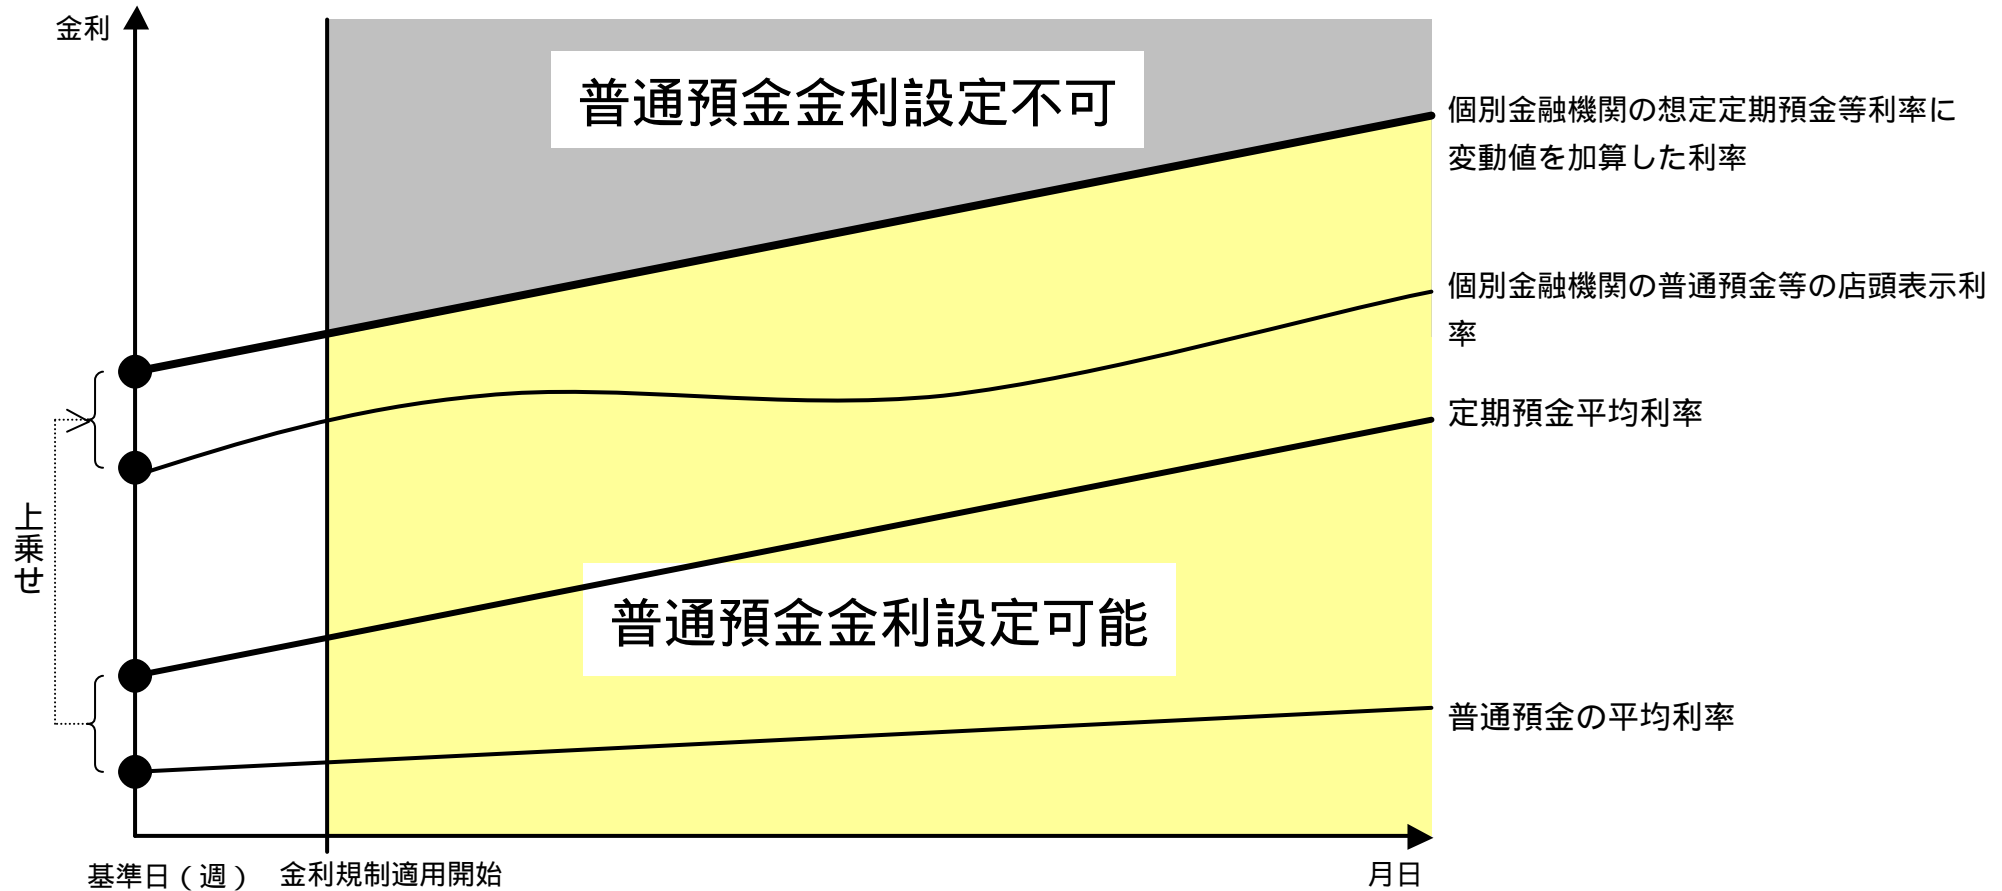 金利
普通預金金利設定不可
個別金融機関の想定定期預金等利率に
変動値を加算した利率
個別金融機関の普通預金等の店頭表示利
率
定期預金平均利率
上乗せ
普通預金金利設定可能
普通預金の平均利率
基準日（週）
金利規制適用開始
月日